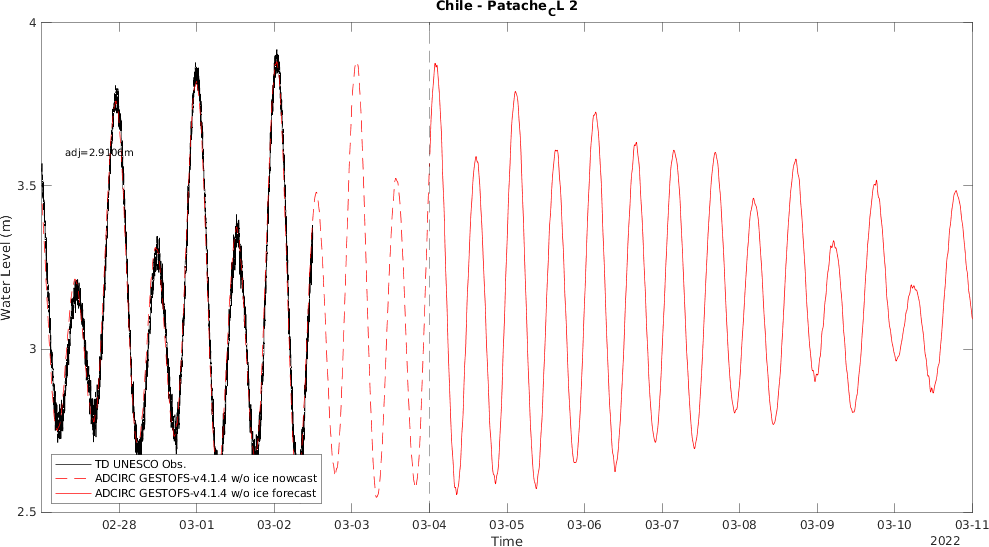 Chile - Patache_CL 2
4
3.5
3
2.5
Water Level (m)
adj=2.9106m
TD UNESCO Obs.
ADCIRC GESTOFS-v4.1.4 w/o ice nowcast
ADCIRC GESTOFS-v4.1.4 w/o ice forecast
02-28 03-01 03-02 03-03 03-04 03-05 03-06 03-07 03-08 03-09 03-10 03-11
Time
2022